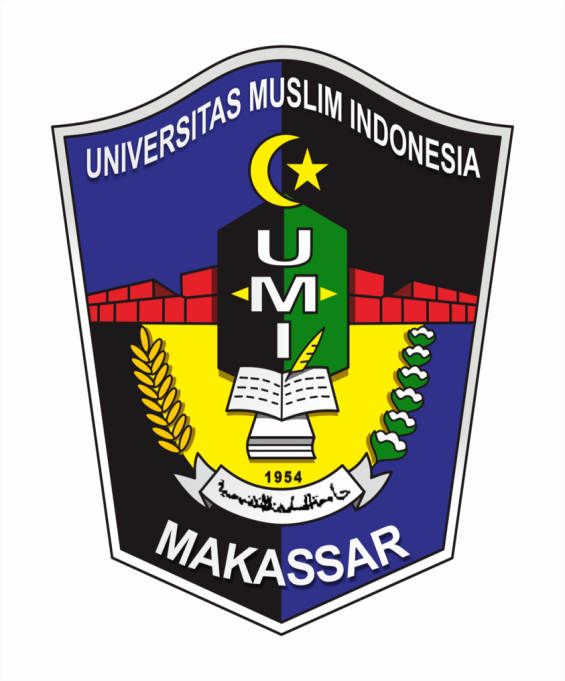 UNIVERSITAS MUSLIM INDONESIA
U
M
I
1954
MAKASSAR